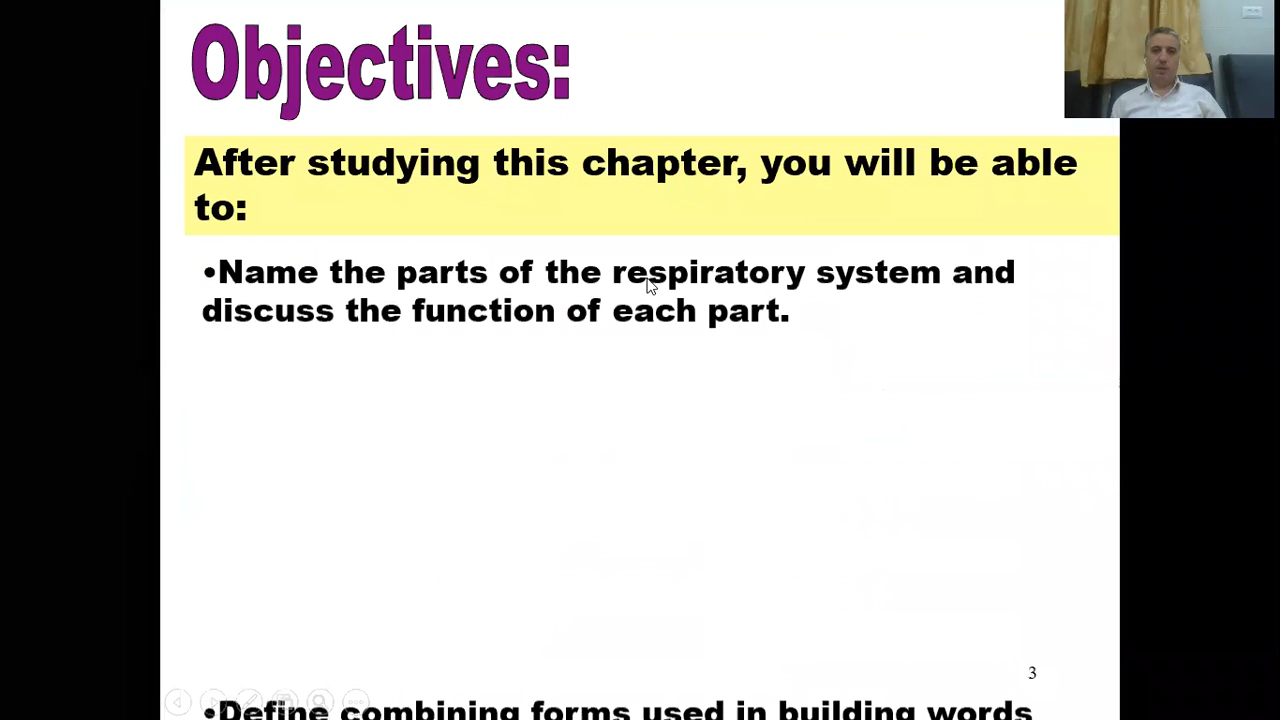 Objectives:
After studying this chapter, you will be able
to:
•Name the parts of the respiratory system and
discuss the function of each part.
3
•Define combining forms used in building words